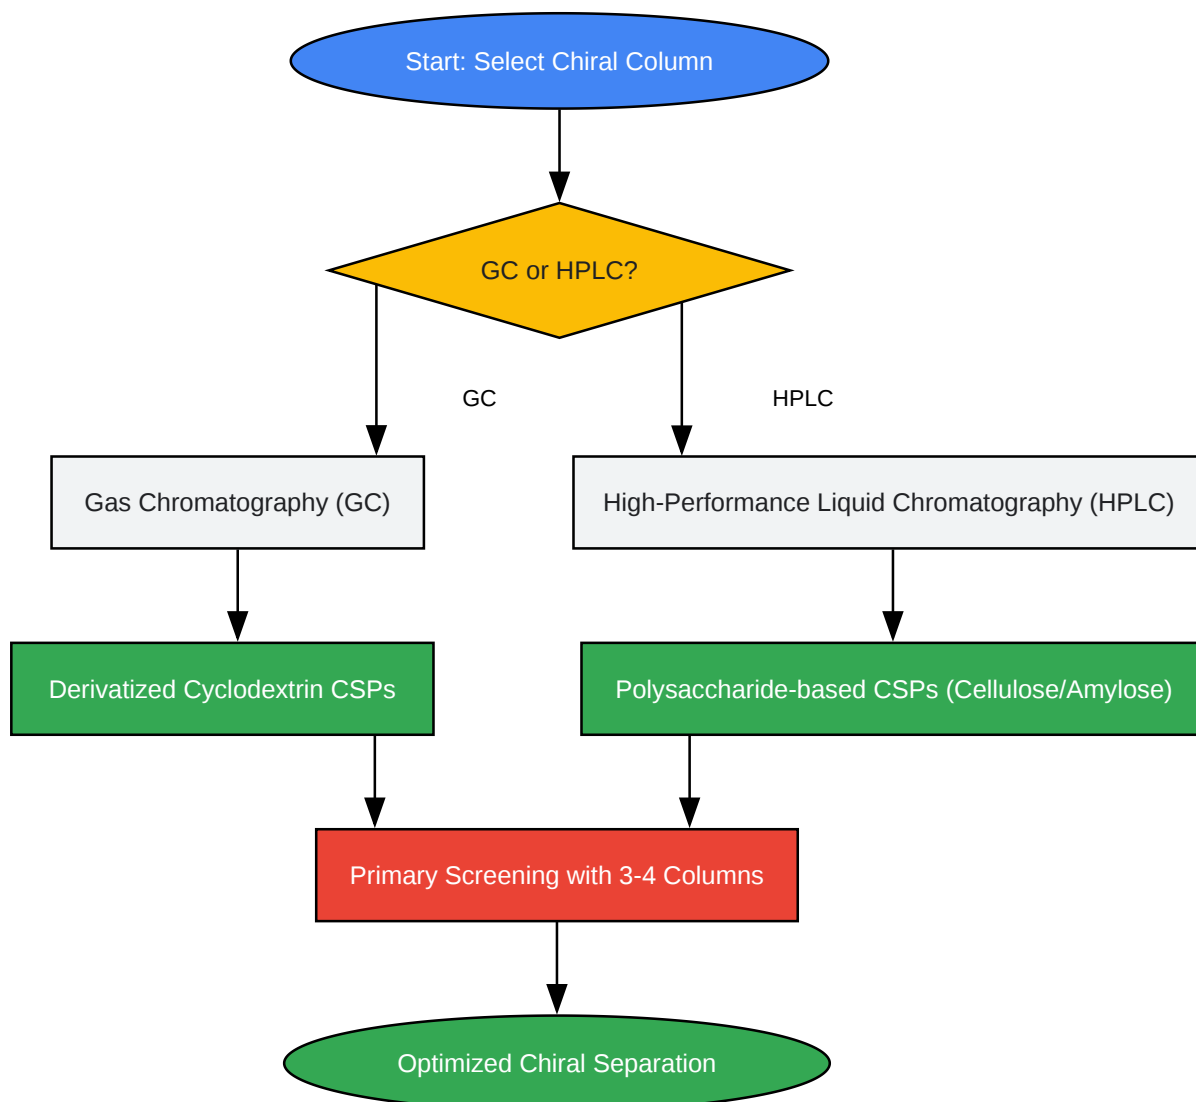 Start: Select Chiral Column
GC or HPLC?
GC
HPLC
Gas Chromatography (GC)
High-Performance Liquid Chromatography (HPLC)
Derivatized Cyclodextrin CSPs
Polysaccharide-based CSPs (Cellulose/Amylose)
Primary Screening with 3-4 Columns
Optimized Chiral Separation